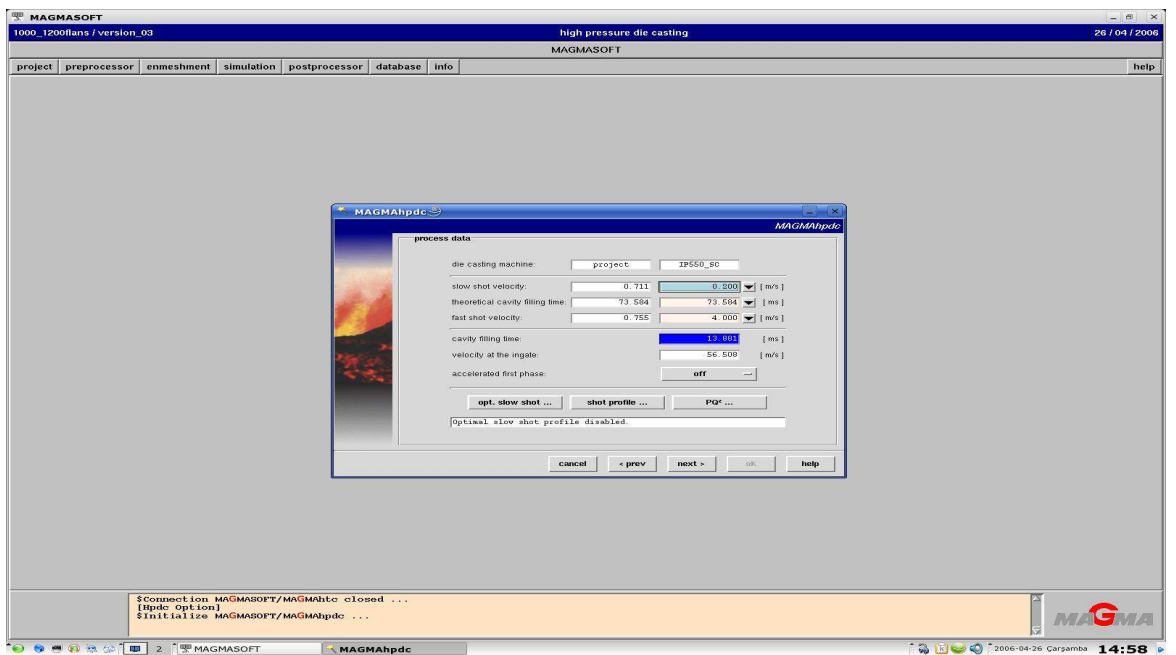 MAGMASOFT
1000_1200flans / version_03 high pressure die casting 26 / 04 / 2006
MAGMASOFT
project preprocessor enmeshment simulation postprocessor database info help
MAGMAhpdc
MAGMAhpdc
process data
die casting machine: project IP550_SC
slow shot velocity: 0.711 0.200 [ m/s ]
theoretical cavity filling time: 73.584 73.584 [ ms ]
fast shot velocity: 0.755 4.000 [ m/s ]
cavity filling time: 13.881 [ ms ]
velocity at the ingate: 56.508 [ m/s ]
accelerated first phase: off
opt. slow shot ... shot profile ... PQ² ...
Optimal slow shot profile disabled.
cancel < prev next > ok help
$Connection MAGMASOFT/MAGMAhtc closed ...
[Hpdc Option]
$Initialize MAGMASOFT/MAGMAhpdc ...
MAGMA
2 MAGMASOFT MAGMAhpdc 2006-04-26 Çarşamba 14:58